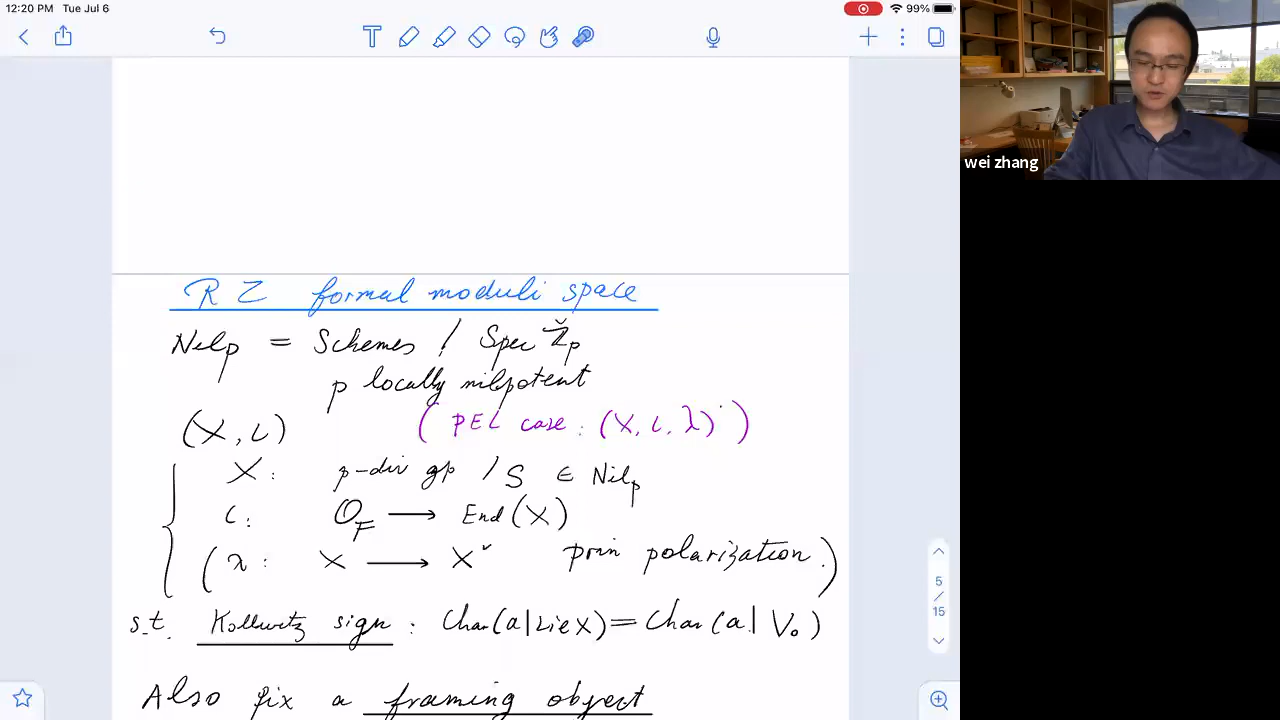 12:20 PM Tue Jul 6
99%
wei zhang
RZ formal moduli space
Nilp = Schemes / Spec Z̆p
p locally nilpotent
(X, ι) (PEL case: (X, ι, λ))
X: p-div gp / S ∈ Nilp
ι: O_F → End(X)
(λ: X → X^∨ prin polarization.)
s.t. Kottwitz sign: Char(a|Lie X) = Char(a| V₀)
Also fix a framing object
5
/
15